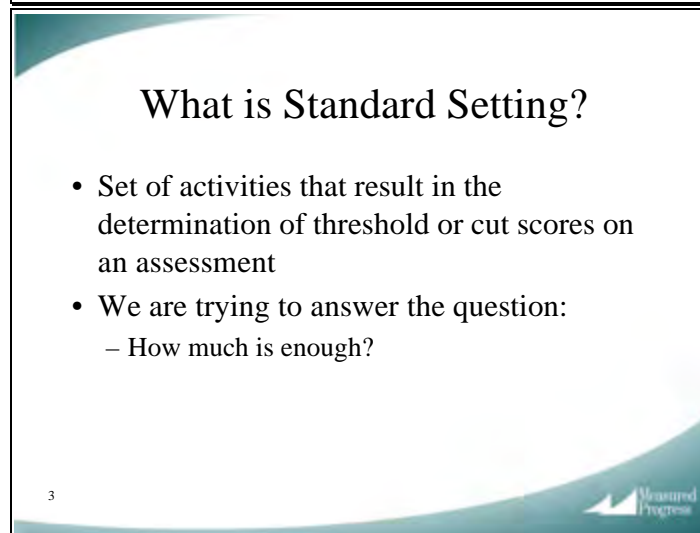 What is Standard Setting?
• Set of activities that result in the
determination of threshold or cut scores on
an assessment
• We are trying to answer the question:
– How much is enough?
3
Measured
Progress